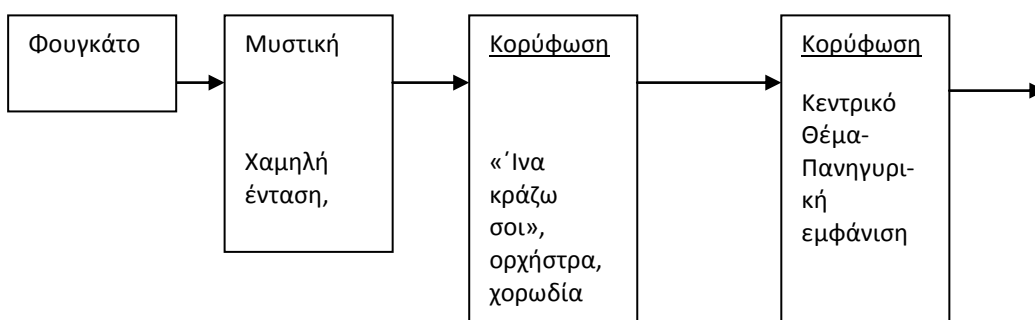 Φουγκάτο
Μυστική
Χαμηλή
ένταση,
Κορύφωση
«΄Ινα
κράζω
σοι»,
ορχήστρα,
χορωδία
Κορύφωση
Κεντρικό
Θέμα-
Πανηγυρι-
κή
εμφάνιση